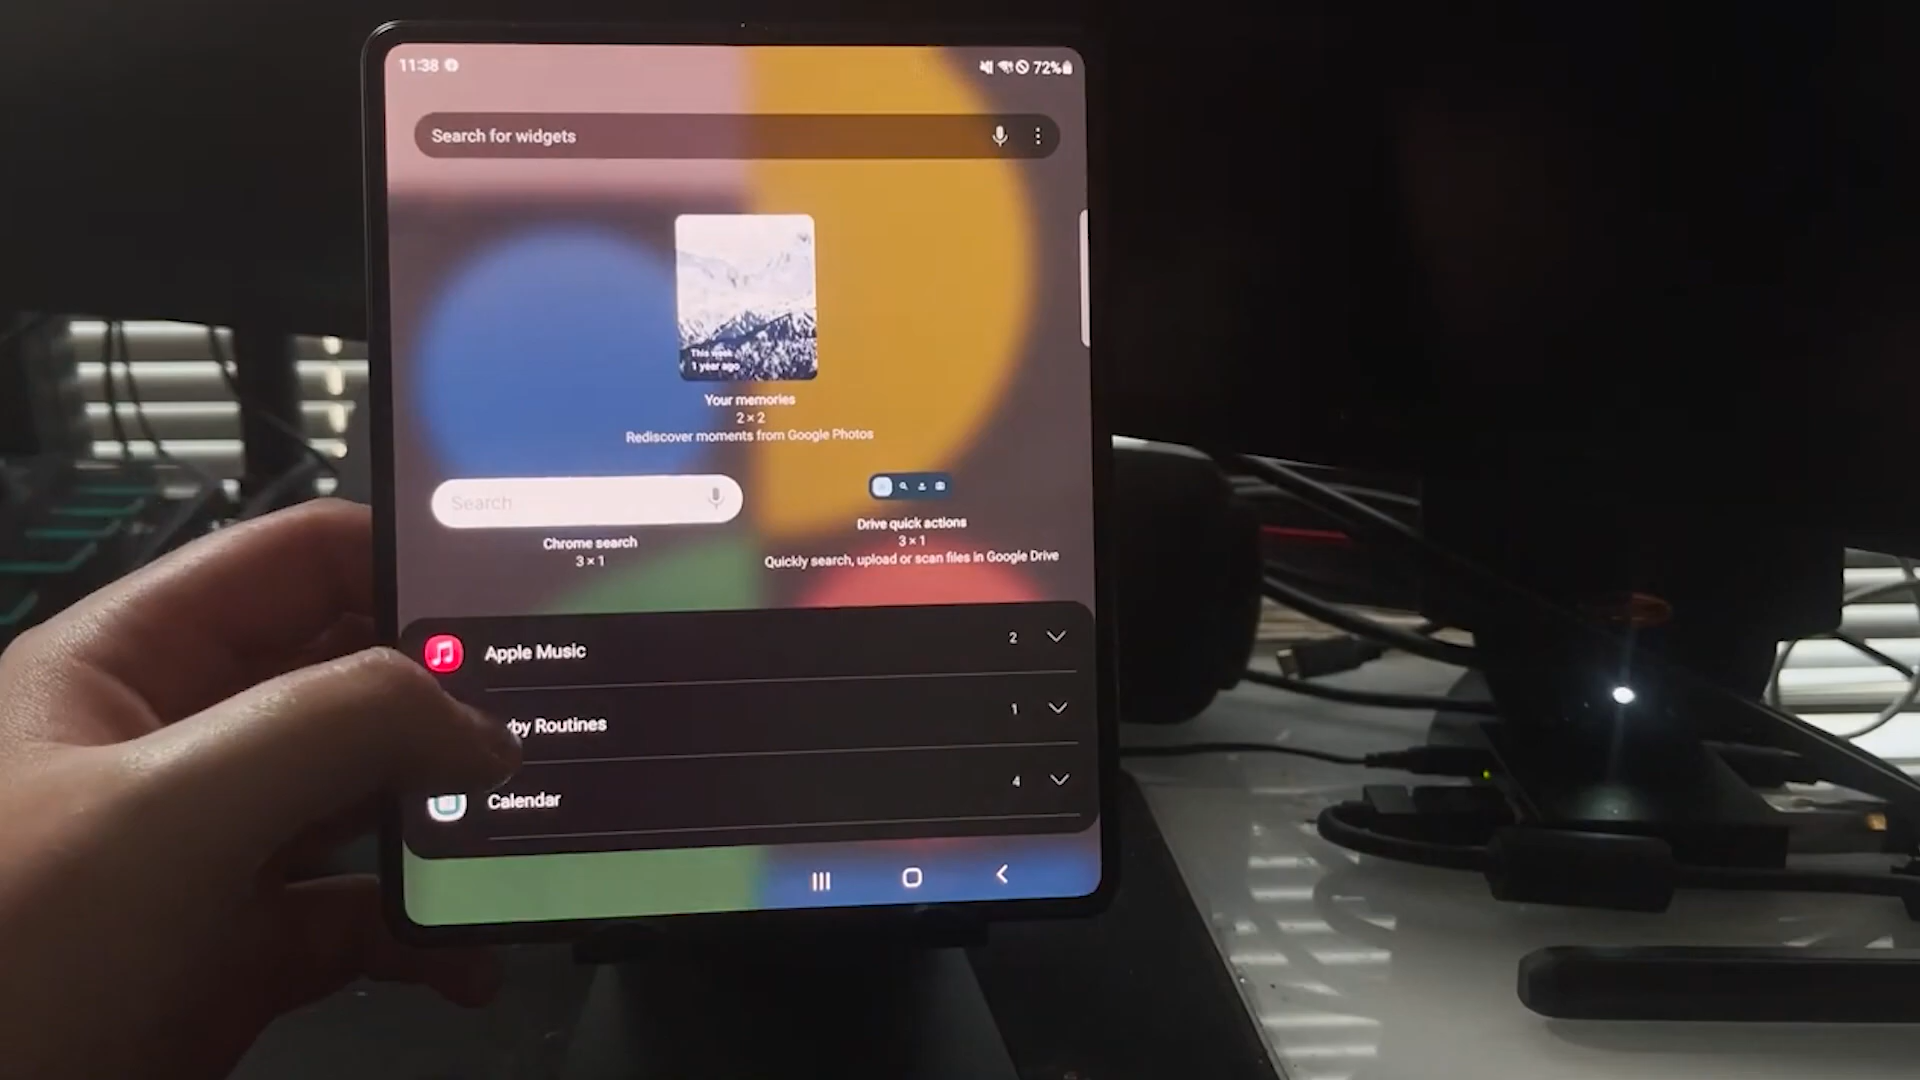 11:38
72%
Search for widgets
This week
1 year ago
Your memories
2 × 2
Rediscover moments from Google Photos
Search
Chrome search
3 × 1
Drive quick actions
3 × 1
Quickly search, upload or scan files in Google Drive
Apple Music
2
by Routines
1
Calendar
4